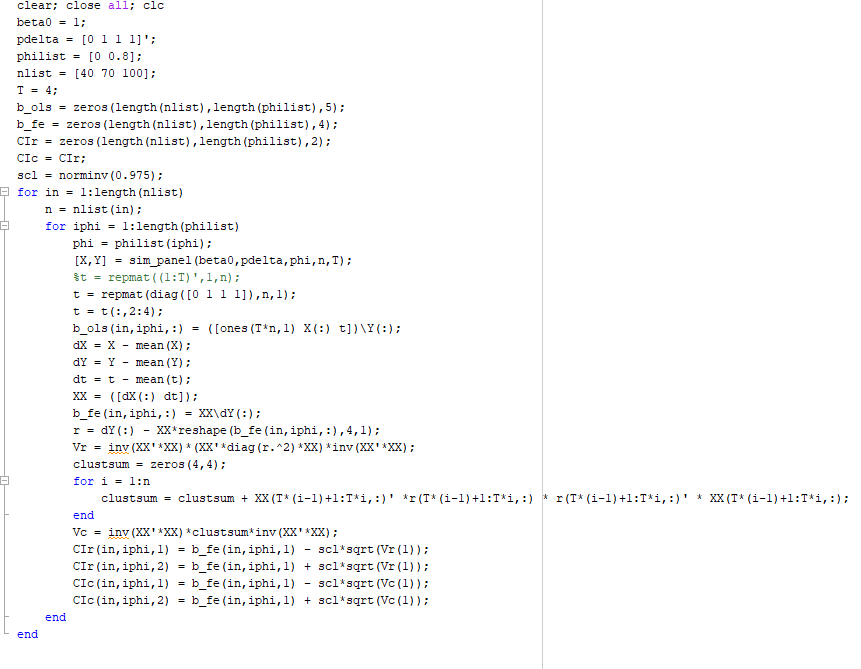 clear; close all; clc
beta0 = 1;
pdelta = [0 1 1 1]';
philist = [0 0.8];
nlist = [40 70 100];
T = 4;
b_ols = zeros(length(nlist),length(philist),5);
b_fe = zeros(length(nlist),length(philist),4);
CIr = zeros(length(nlist),length(philist),2);
CIc = CIr;
scl = norminv(0.975);
for in = 1:length(nlist)
    n = nlist(in);
    for iphi = 1:length(philist)
        phi = philist(iphi);
        [X,Y] = sim_panel(beta0,pdelta,phi,n,T);
        %t = repmat((1:T)',1,n);
        t = repmat(diag([0 1 1 1]),n,1);
        t = t(:,2:4);
        b_ols(in,iphi,:) = ([ones(T*n,1) X(:) t])\Y(:);
        dX = X - mean(X);
        dY = Y - mean(Y);
        dt = t - mean(t);
        XX = ([dX(:) dt]);
        b_fe(in,iphi,:) = XX\dY(:);
        r = dY(:) - XX*reshape(b_fe(in,iphi,:),4,1);
        Vr = inv(XX'*XX)*(XX'*diag(r.^2)*XX)*inv(XX'*XX);
        clustsum = zeros(4,4);
        for i = 1:n
            clustsum = clustsum + XX(T*(i-1)+1:T*i,:)' *r(T*(i-1)+1:T*i,:) * r(T*(i-1)+1:T*i,:)' * XX(T*(i-1)+1:T*i,:);
        end
        Vc = inv(XX'*XX)*clustsum*inv(XX'*XX);
        CIr(in,iphi,1) = b_fe(in,iphi,1) - scl*sqrt(Vr(1));
        CIr(in,iphi,2) = b_fe(in,iphi,1) + scl*sqrt(Vr(1));
        CIc(in,iphi,1) = b_fe(in,iphi,1) - scl*sqrt(Vc(1));
        CIc(in,iphi,2) = b_fe(in,iphi,1) + scl*sqrt(Vc(1));
    end
end